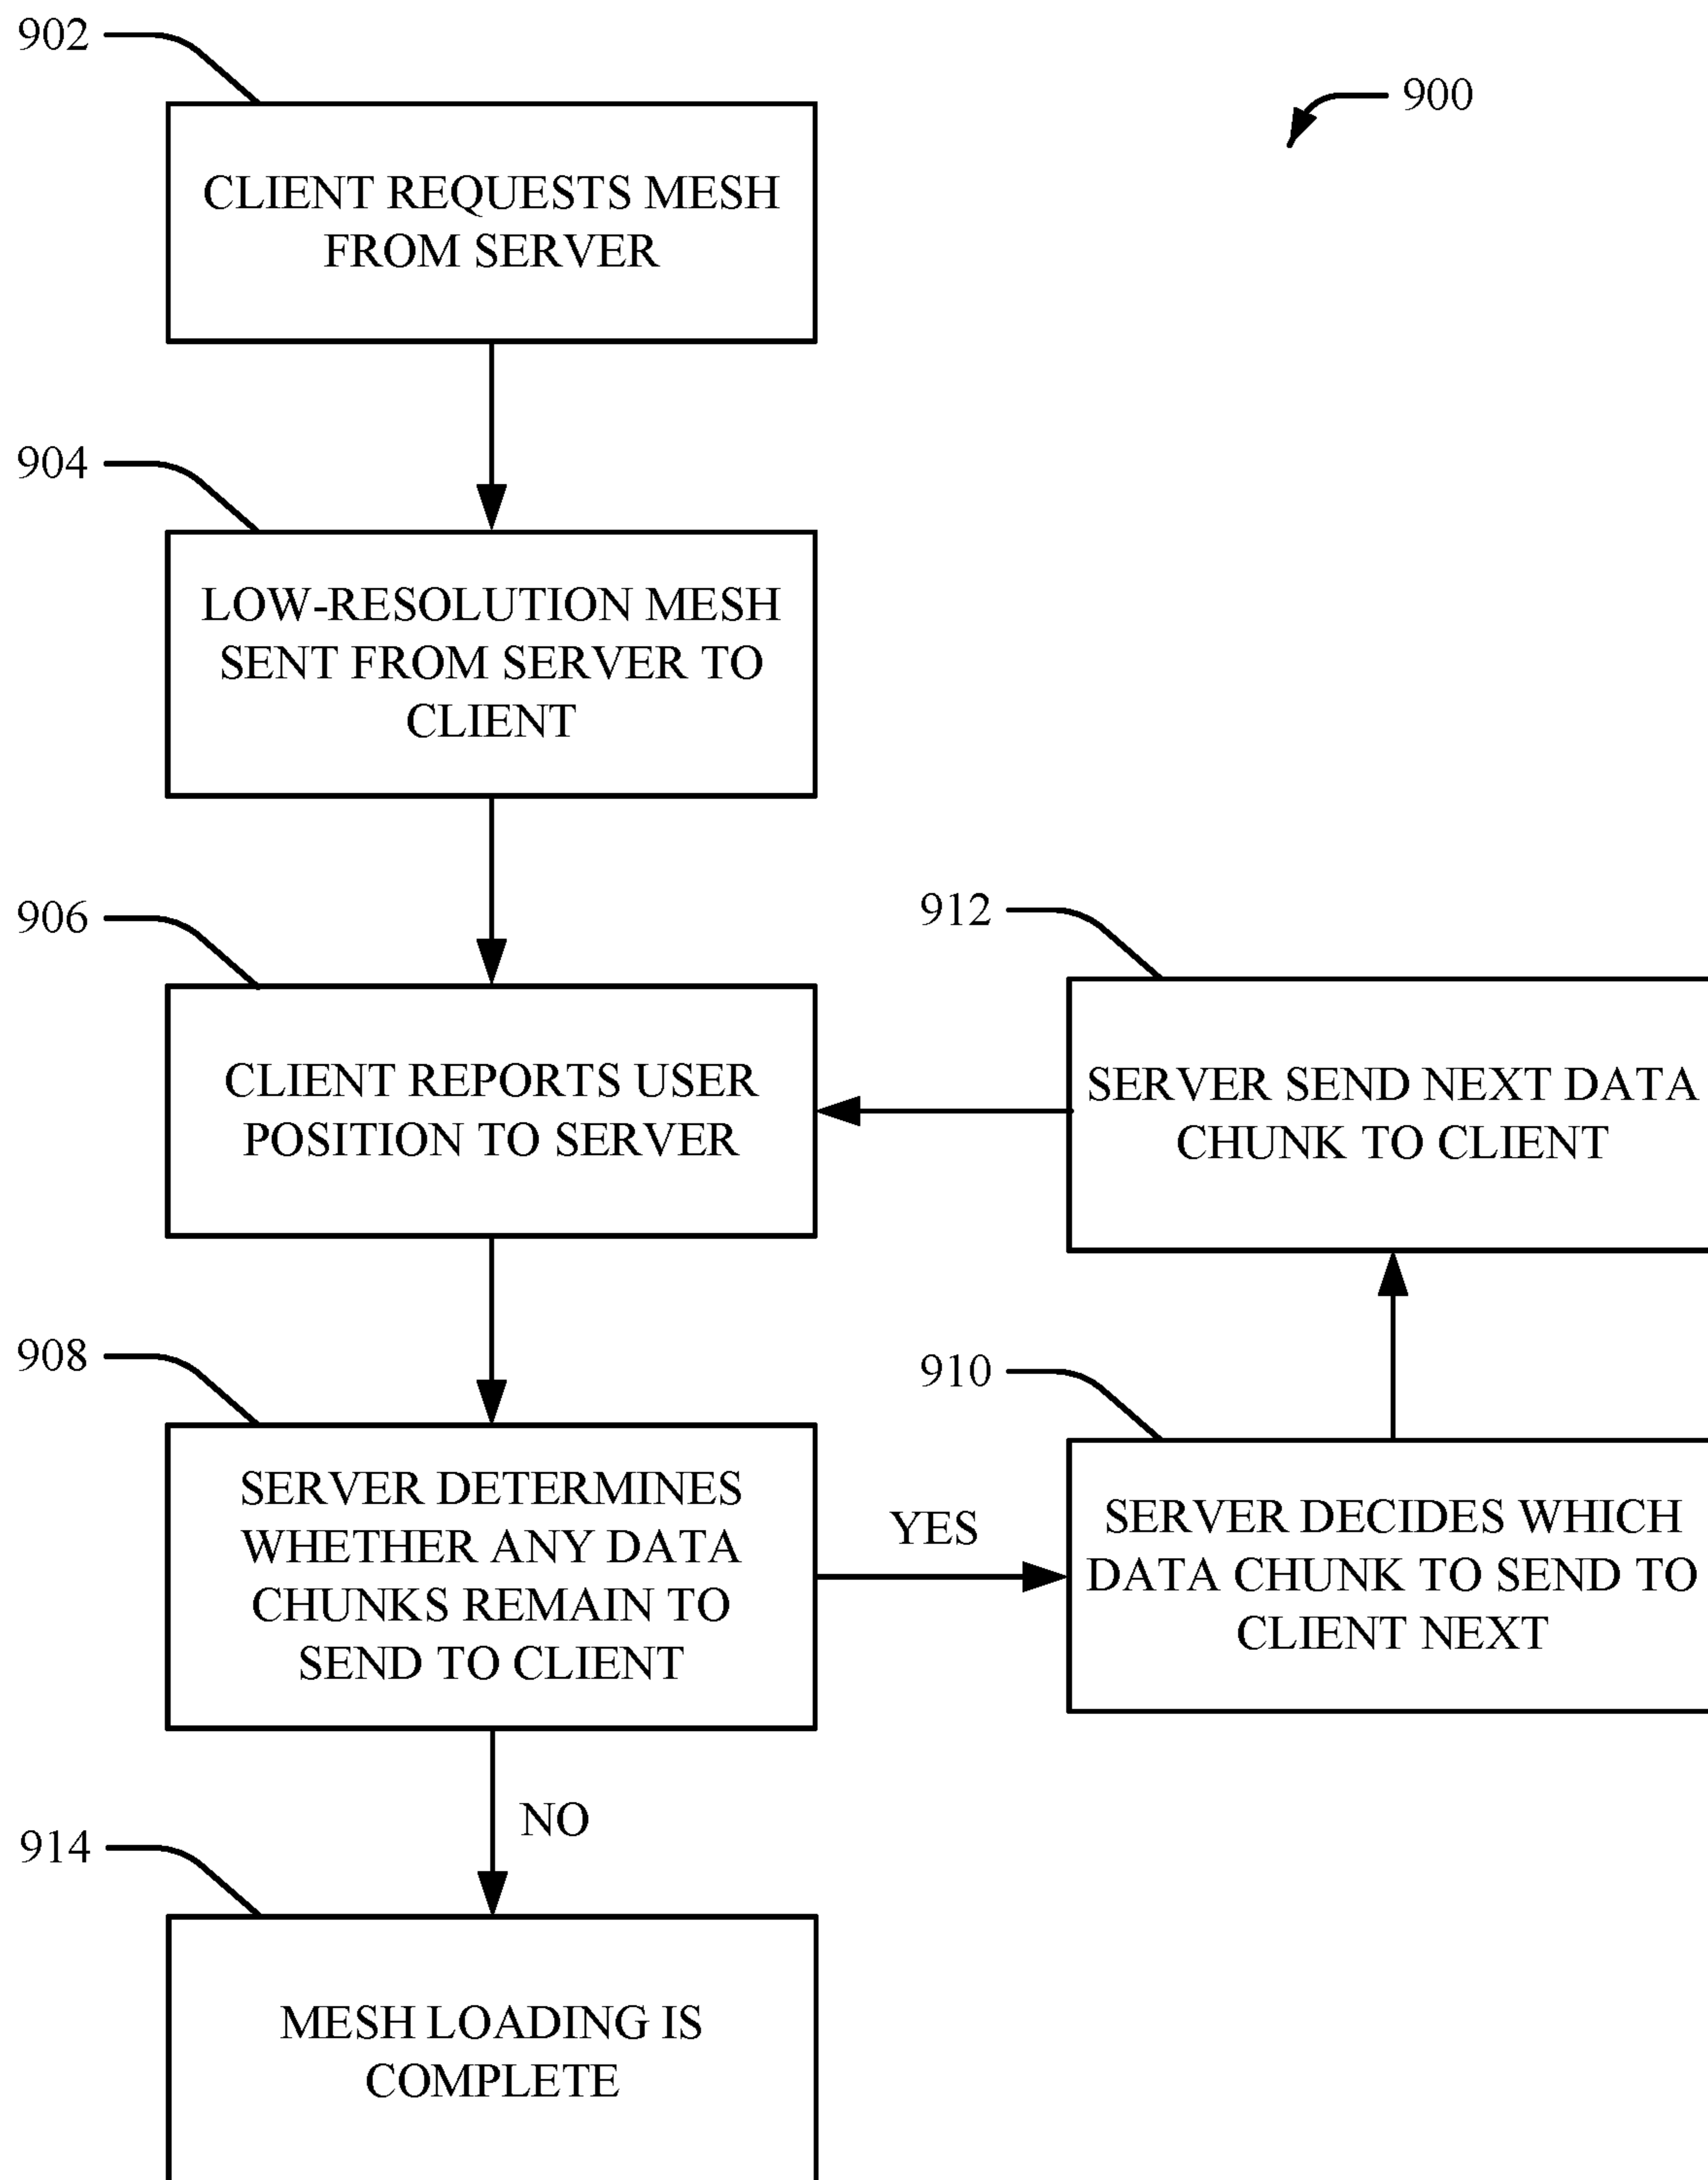 902
900
CLIENT REQUESTS MESH
FROM SERVER
904
LOW-RESOLUTION MESH
SENT FROM SERVER TO
CLIENT
906
CLIENT REPORTS USER
POSITION TO SERVER
912
SERVER SEND NEXT DATA
CHUNK TO CLIENT
908
SERVER DETERMINES
WHETHER ANY DATA
CHUNKS REMAIN TO
SEND TO CLIENT
YES
910
SERVER DECIDES WHICH
DATA CHUNK TO SEND TO
CLIENT NEXT
NO
914
MESH LOADING IS
COMPLETE